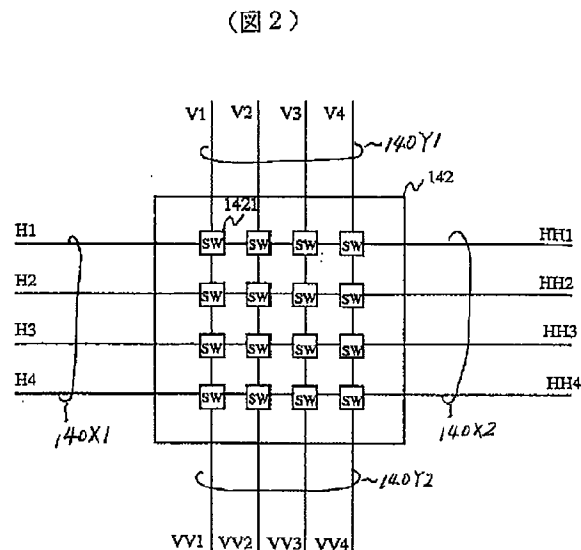 (図2)
V1 V2 V3 V4
140Y1
142
1421
H1 SW SW SW SW HH1
H2 SW SW SW SW HH2
H3 SW SW SW SW HH3
H4 SW SW SW SW HH4
140X1 140X2
140Y2
VV1 VV2 VV3 VV4